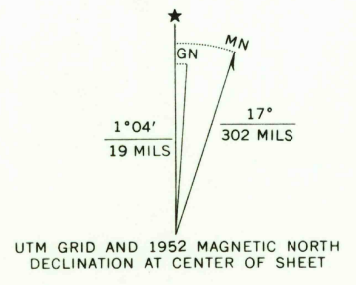 ★
MN
GN
1°04′
19 MILS
17°
302 MILS
UTM GRID AND 1952 MAGNETIC NORTH
DECLINATION AT CENTER OF SHEET